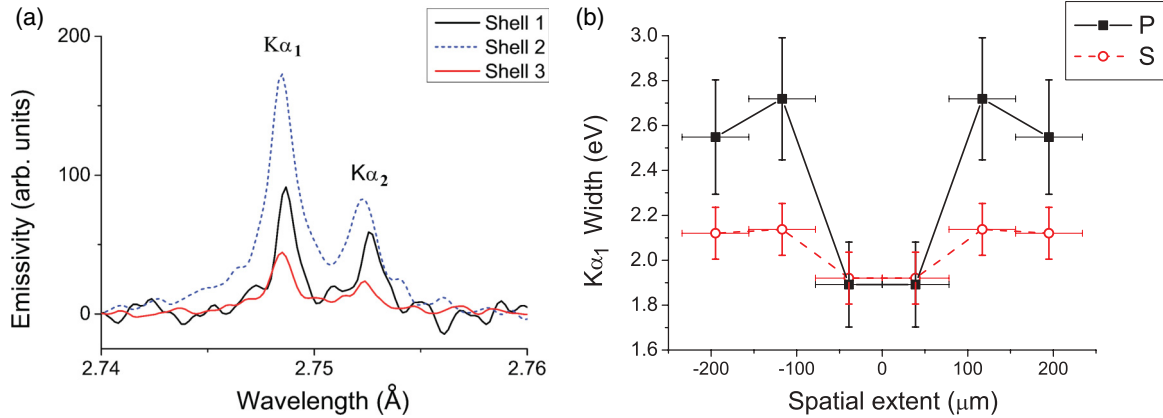 (a)
200
100
0
Emissivity (arb. units)
Kα1
Kα2
Shell 1
Shell 2
Shell 3
2.74
2.75
2.76
Wavelength (Å)
(b)
3.0
2.8
2.6
2.4
2.2
2.0
1.8
1.6
Kα1 Width (eV)
P
S
-200
-100
0
100
200
Spatial extent (μm)